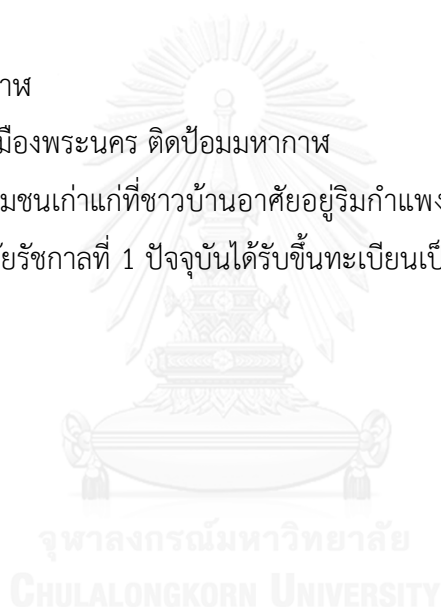 าฬ
มืองพระนคร ติดป้อมมหากาฬ
มชนเก่าแก่ที่ชาวบ้านอาศัยอยู่ริมกำแพง
ัยรัชกาลที่ 1 ปัจจุบันได้รับขึ้นทะเบียนเป็
จุฬาลงกรณ์มหาวิทยาลัย
CHULALONGKORN UNIVERSITY